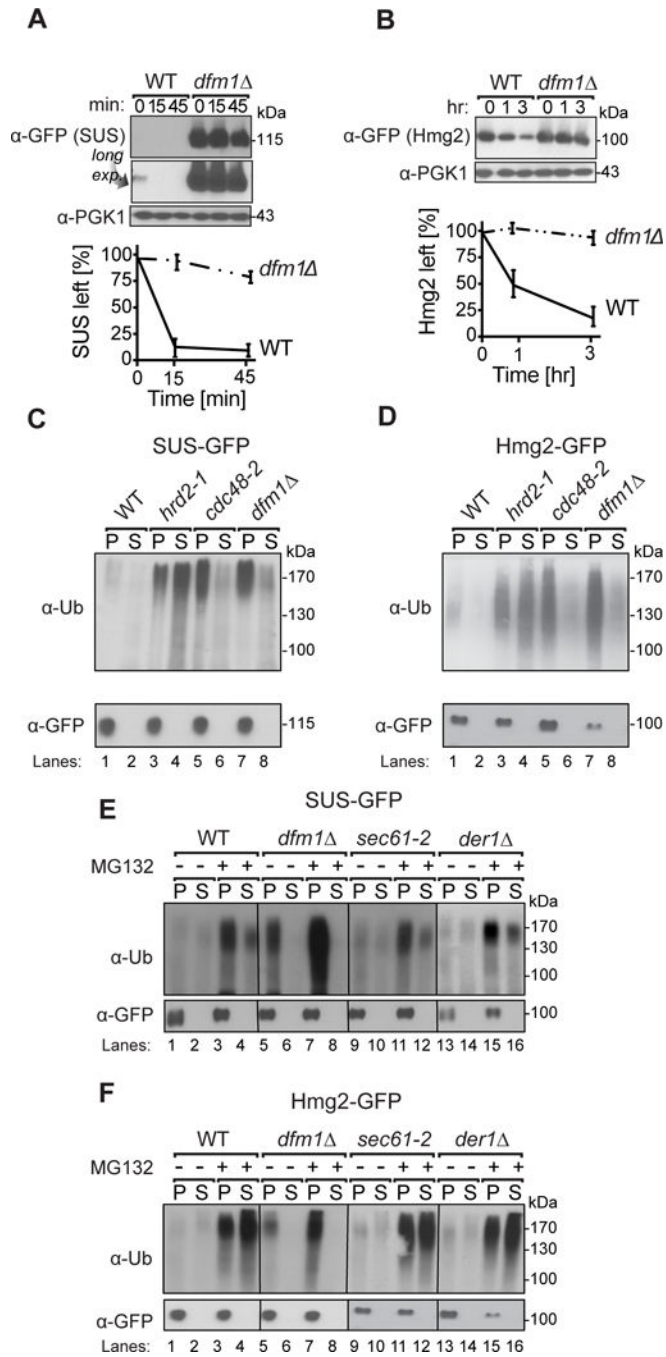 A
WT dfm1Δ
min: 0 15 45 0 15 45 kDa
α-GFP (SUS) -115
long
exp.
α-PGK1 -43
100
75
50
25
0
SUS left [%]
dfm1Δ
WT
0 15 45
Time [min]
B
WT dfm1Δ
hr: 0 1 3 0 1 3 kDa
α-GFP (Hmg2) -100
α-PGK1 -43
100
75
50
25
0
Hmg2 left [%]
dfm1Δ
WT
0 1 3
Time [hr]
C
SUS-GFP
WT hrd2-1 cdc48-2 dfm1Δ
P S P S P S P S kDa
α-Ub
-170
-130
-100
α-GFP -115
Lanes: 1 2 3 4 5 6 7 8
D
Hmg2-GFP
WT hrd2-1 cdc48-2 dfm1Δ
P S P S P S P S kDa
α-Ub
-170
-130
-100
α-GFP -100
Lanes: 1 2 3 4 5 6 7 8
E
SUS-GFP
WT dfm1Δ sec61-2 der1Δ
MG132 - - + + - - + + - - + + - - + +
P S P S P S P S P S P S P S P S kDa
α-Ub
-170
-130
-100
α-GFP -100
Lanes: 1 2 3 4 5 6 7 8 9 10 11 12 13 14 15 16
F
Hmg2-GFP
WT dfm1Δ sec61-2 der1Δ
MG132 - - + + - - + + - - + + - - + +
P S P S P S P S P S P S P S P S kDa
α-Ub
-170
-130
-100
α-GFP -100
Lanes: 1 2 3 4 5 6 7 8 9 10 11 12 13 14 15 16